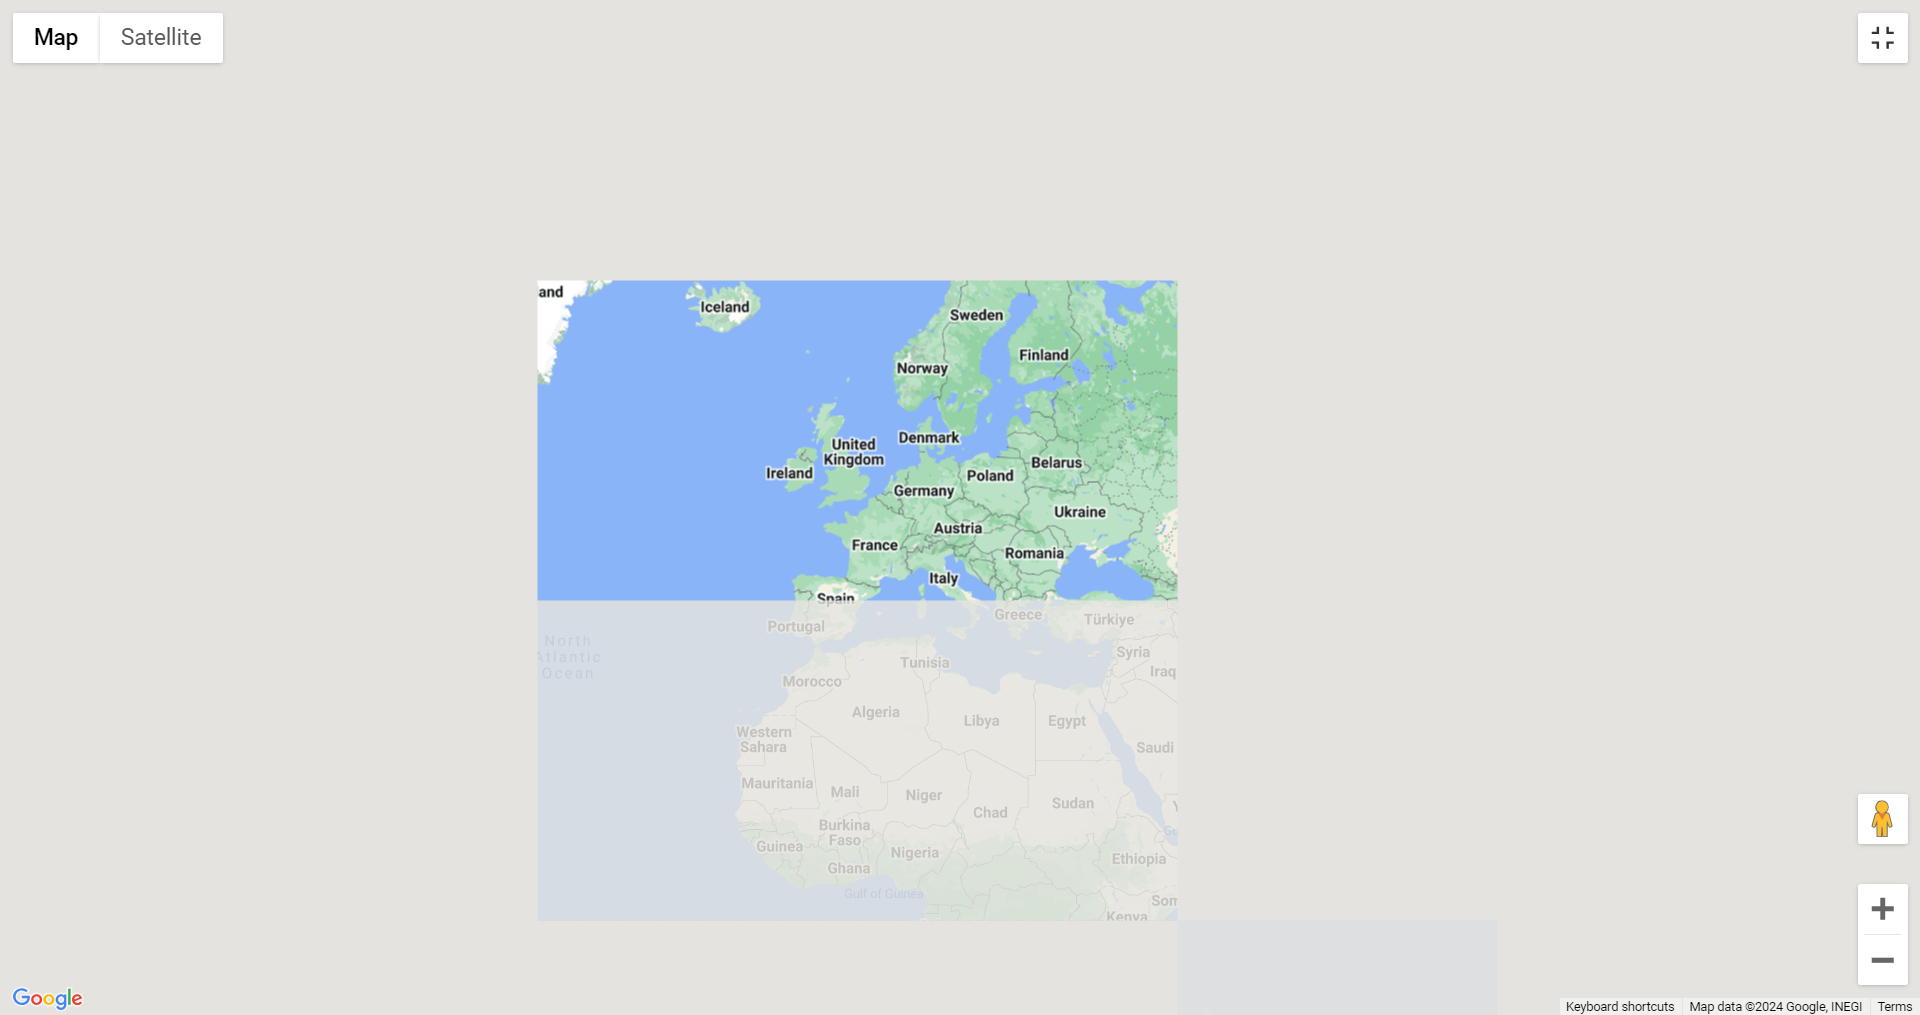 Map
Satellite
and
Iceland
Sweden
Finland
Norway
Denmark
United
Kingdom
Ireland
Belarus
Poland
Germany
Ukraine
Austria
France
Romania
Italy
Spain
Greece
Türkiye
Portugal
North
Atlantic
Ocean
Syria
Tunisia
Iraq
Morocco
Algeria
Libya
Egypt
Western
Sahara
Saudi
Mauritania
Mali
Niger
Chad
Sudan
Burkina
Faso
Guinea
Nigeria
Ethiopia
Ghana
Gulf of Guinea
Som
Kenya
Google
Keyboard shortcuts
Map data ©2024 Google, INEGI
Terms